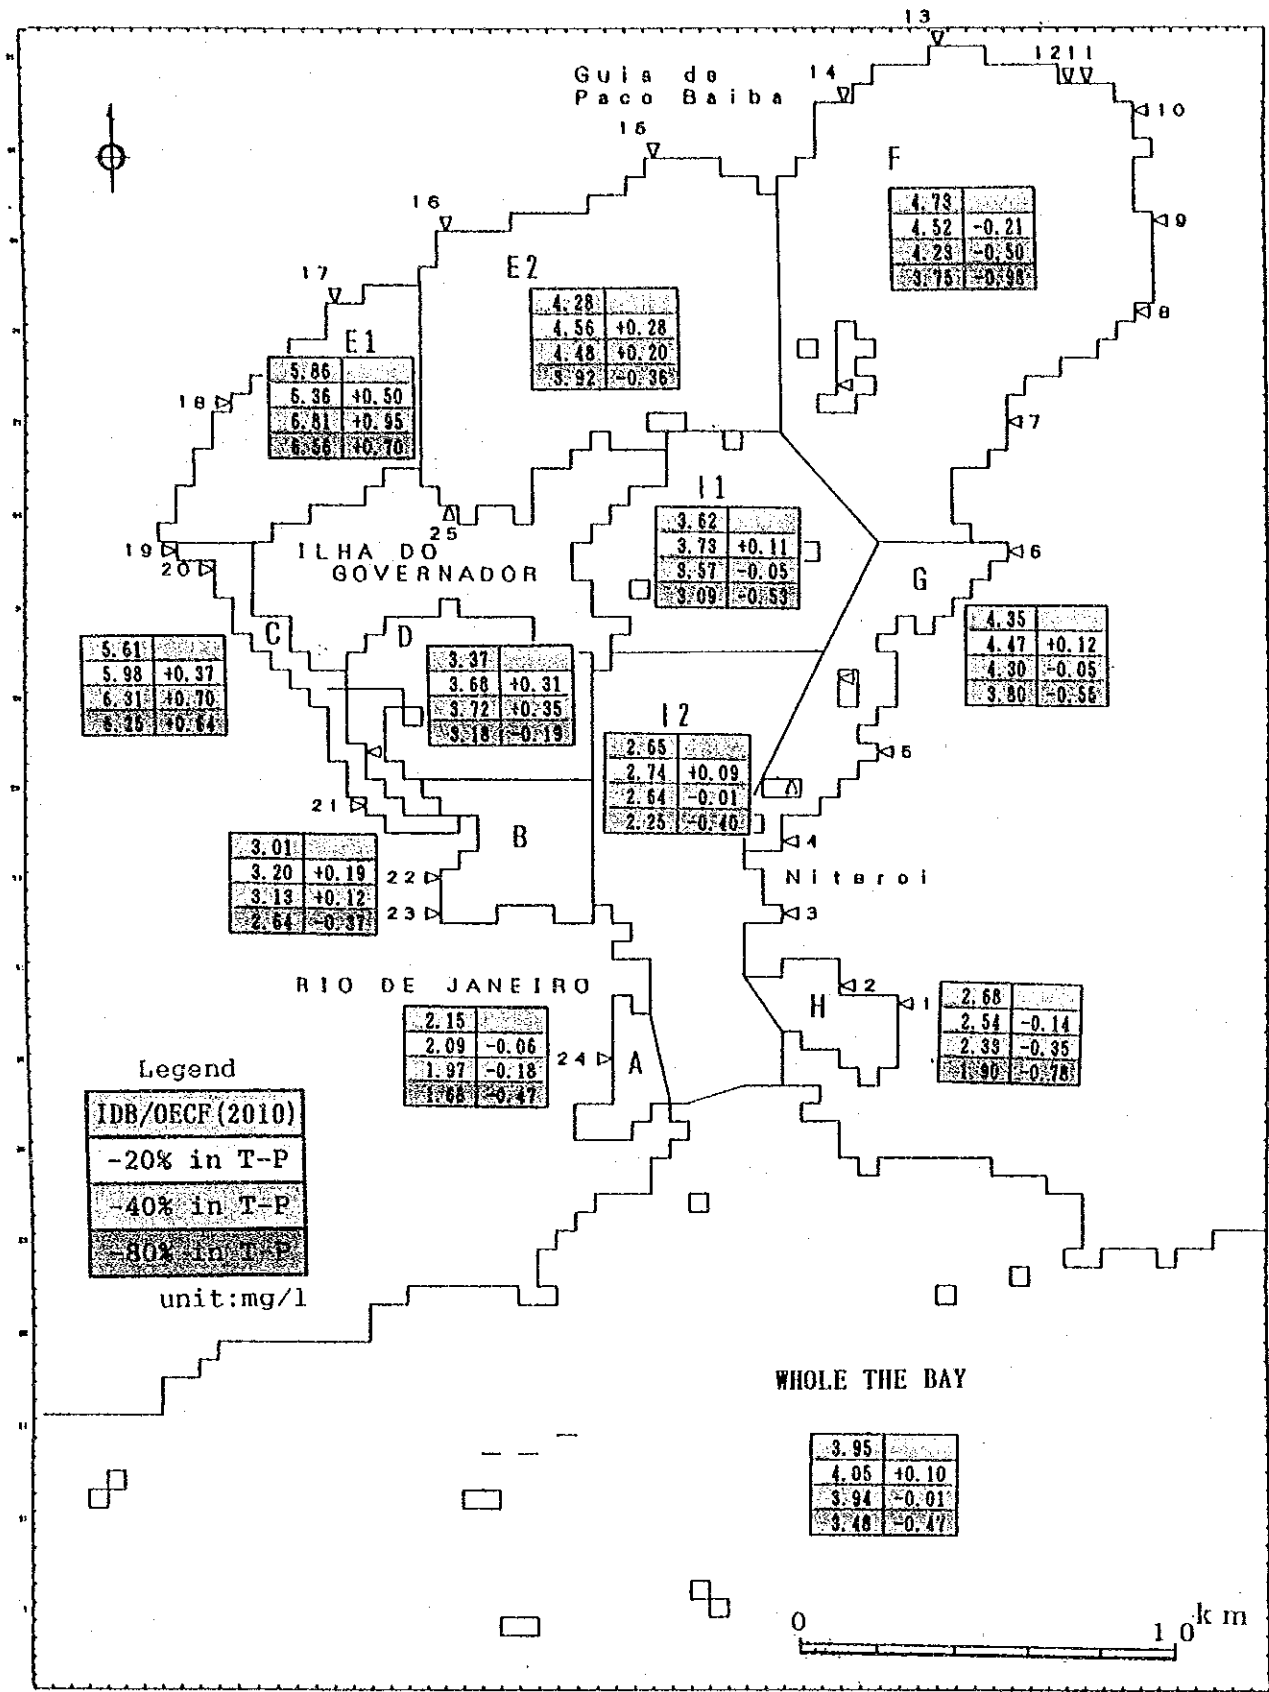 13
12 11
Guia de
Paco Baiba
14
10
15
F
16
4.73
4.52 -0.21
4.23 -0.50
3.75 -0.98
9
E2
17
4.28
4.56 +0.28
4.48 +0.20
3.92 -0.36
8
E1
5.86
6.36 +0.50
6.81 +0.95
6.56 +0.70
18
7
I1
3.62
3.73 +0.11
3.57 -0.05
3.09 -0.53
25
19
20
ILHA DO
GOVERNADOR
6
G
C
D
4.35
4.47 +0.12
4.30 -0.05
3.80 -0.55
5.61
5.98 +0.37
6.31 +0.70
6.25 +0.64
3.37
3.68 +0.31
3.72 +0.35
3.18 -0.19
I2
2.65
2.74 +0.09
2.64 -0.01
2.25 -0.40
5
21
B
4
3.01
3.20 +0.19
3.13 +0.12
2.64 -0.37
22
Niteroi
23
3
RIO DE JANEIRO
2
H
1
2.68
2.54 -0.14
2.33 -0.35
1.90 -0.78
2.15
2.09 -0.06
1.97 -0.18
1.68 -0.47
24
A
Legend
IDB/OECF(2010)
-20% in T-P
-40% in T-P
-80% in T-P
unit:mg/l
WHOLE THE BAY
3.95
4.05 +0.10
3.94 -0.01
3.48 -0.47
0 10 km